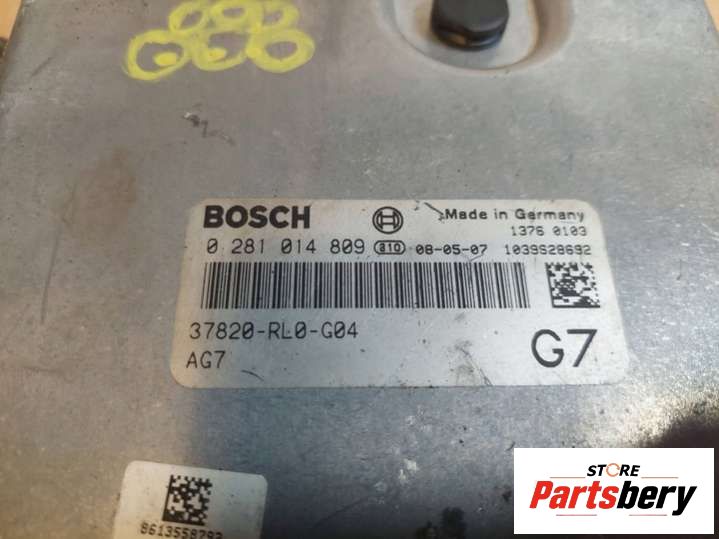 BOSCH Made in Germany
1376 0103
0 281 014 809 a10 08-05-07 1039S28692
37820-RL0-G04
AG7 G7
STORE
Partsbery